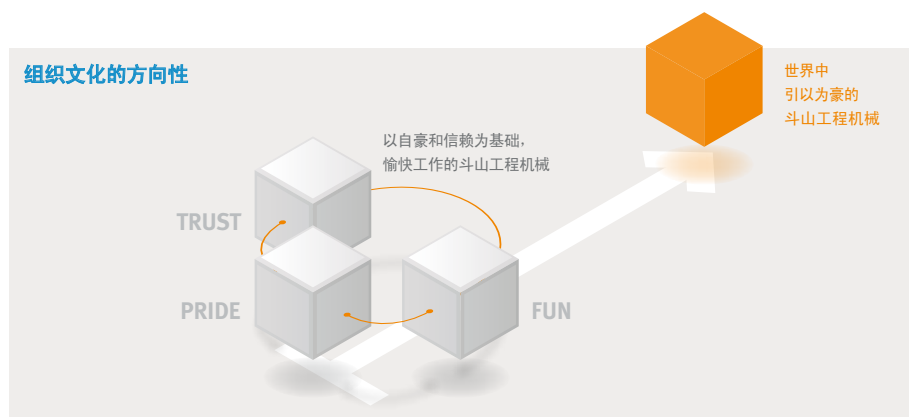 组织文化的方向性
世界中
引以为豪的
斗山工程机械
以自豪和信赖为基础，
愉快工作的斗山工程机械
TRUST
PRIDE
FUN